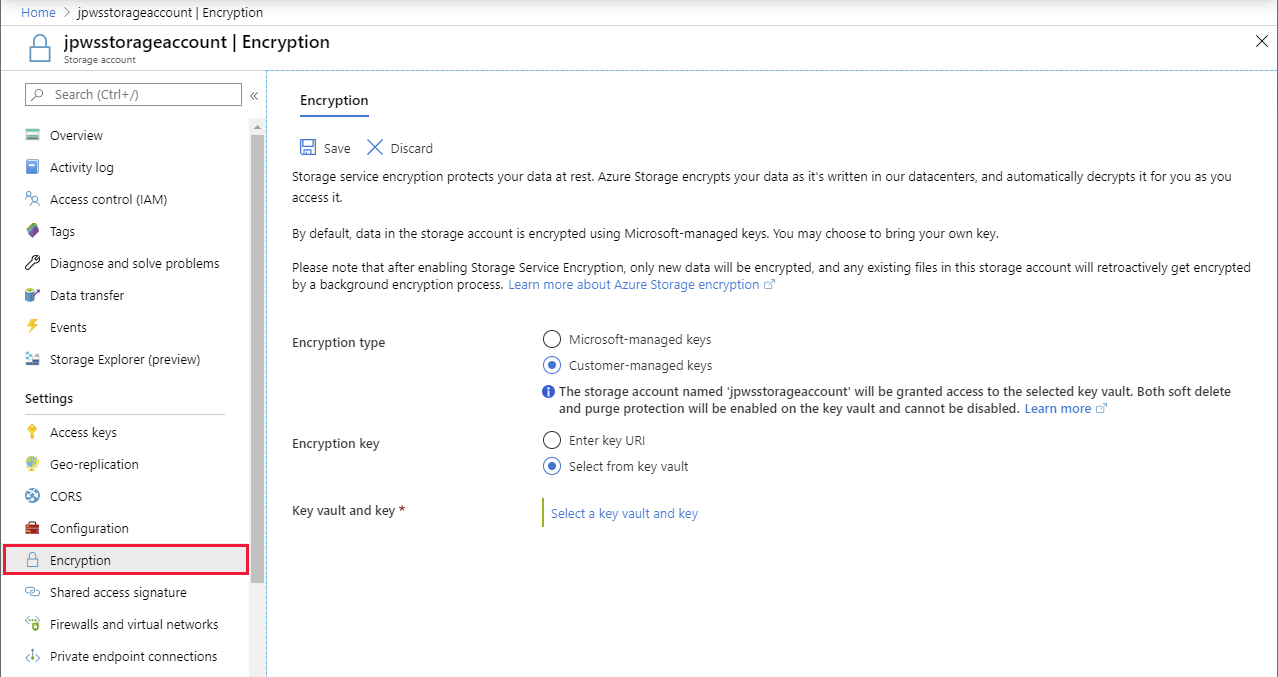 Home > jpwsstorageaccount | Encryption
jpwsstorageaccount | Encryption
Storage account
Search (Ctrl+/)
«
Overview
Activity log
Access control (IAM)
Tags
Diagnose and solve problems
Data transfer
Events
Storage Explorer (preview)
Settings
Access keys
Geo-replication
CORS
Configuration
Encryption
Shared access signature
Firewalls and virtual networks
Private endpoint connections
Encryption
Save Discard
Storage service encryption protects your data at rest. Azure Storage encrypts your data as it's written in our datacenters, and automatically decrypts it for you as you
access it.
By default, data in the storage account is encrypted using Microsoft-managed keys. You may choose to bring your own key.
Please note that after enabling Storage Service Encryption, only new data will be encrypted, and any existing files in this storage account will retroactively get encrypted
by a background encryption process. Learn more about Azure Storage encryption
Encryption type
Microsoft-managed keys
Customer-managed keys
The storage account named 'jpwsstorageaccount' will be granted access to the selected key vault. Both soft delete
and purge protection will be enabled on the key vault and cannot be disabled. Learn more
Encryption key
Enter key URI
Select from key vault
Key vault and key *
Select a key vault and key